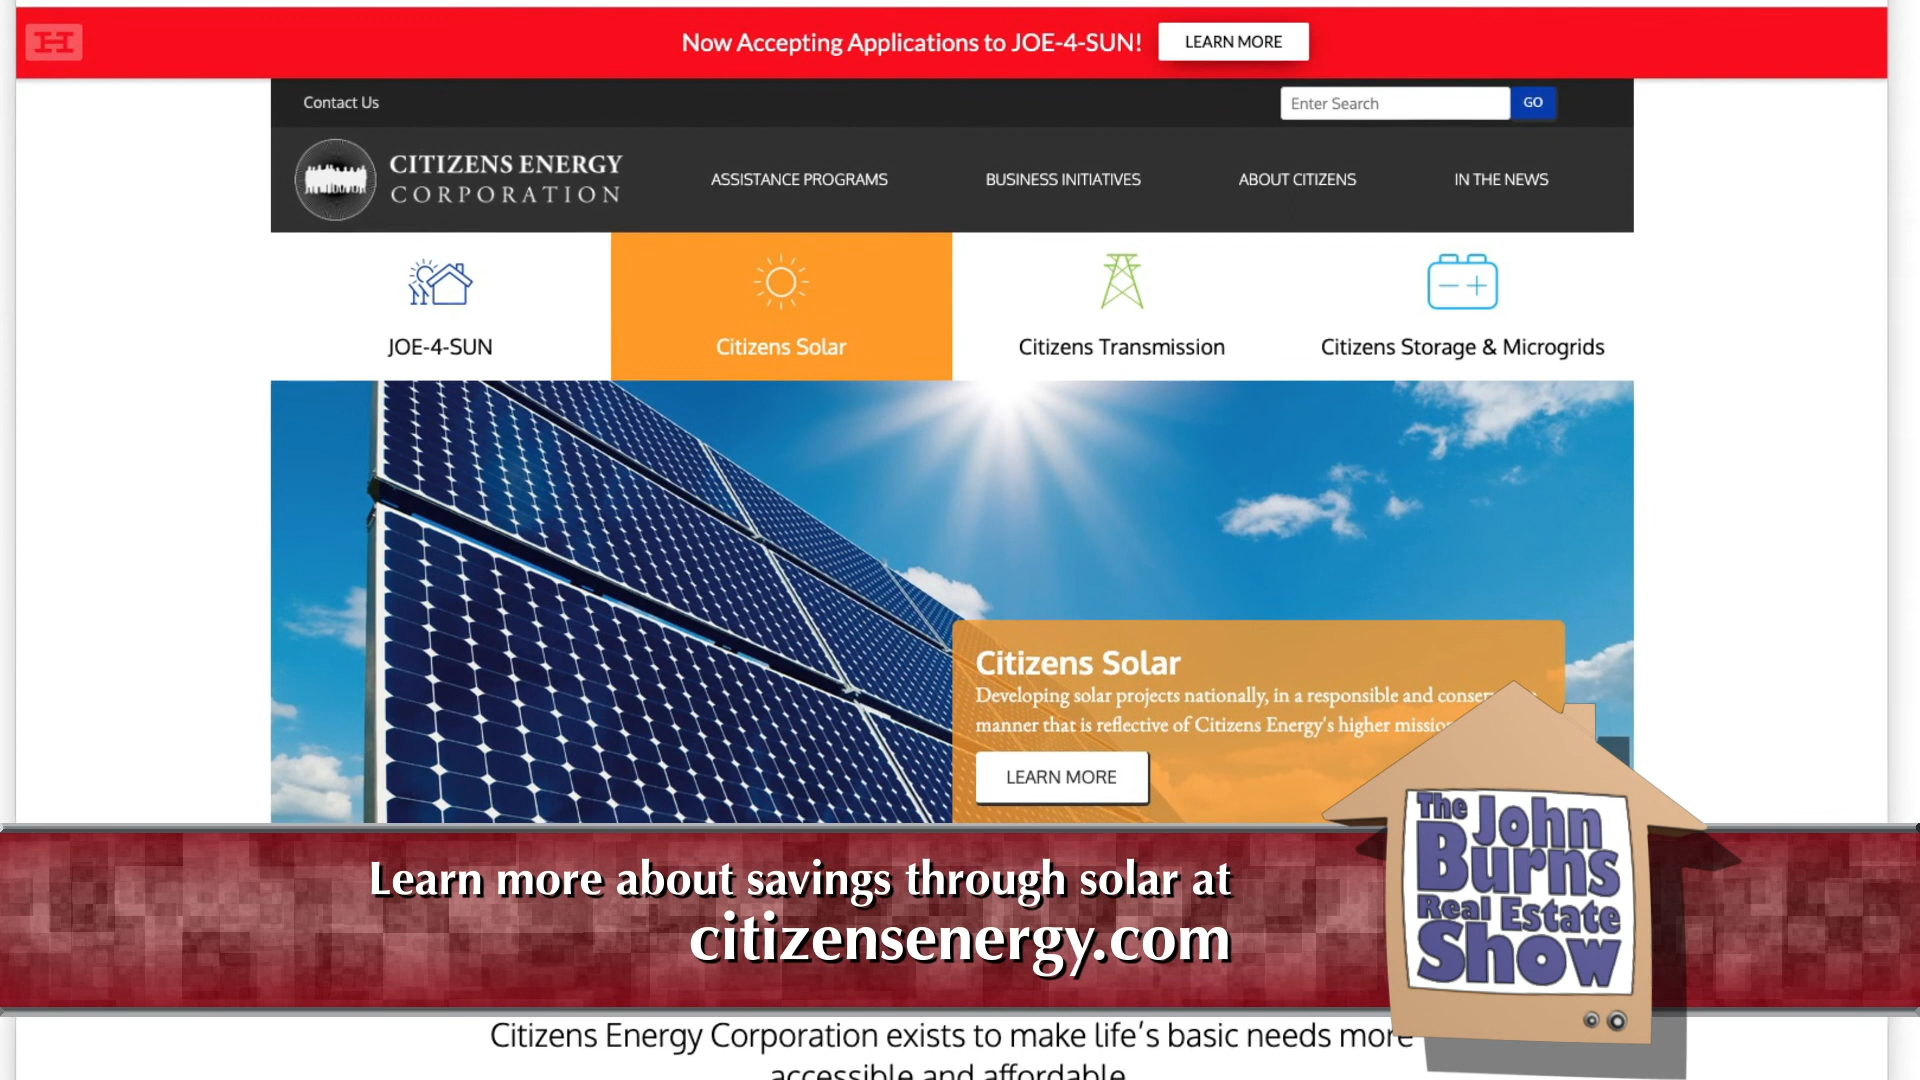 Now Accepting Applications to JOE-4-SUN!
LEARN MORE
Contact Us
Enter Search
GO
CITIZENS ENERGY
CORPORATION
ASSISTANCE PROGRAMS
BUSINESS INITIATIVES
ABOUT CITIZENS
IN THE NEWS
JOE-4-SUN
Citizens Solar
Citizens Transmission
Citizens Storage & Microgrids
Citizens Solar
Developing solar projects nationally, in a responsible and
manner that is reflective of Citizens Energy's higher
LEARN MORE
Learn more about savings through solar at
citizensenergy.com
The
John
Burns
Real Estate
Show
Citizens Energy Corporation exists to make life's basic needs more
accessible and affordable